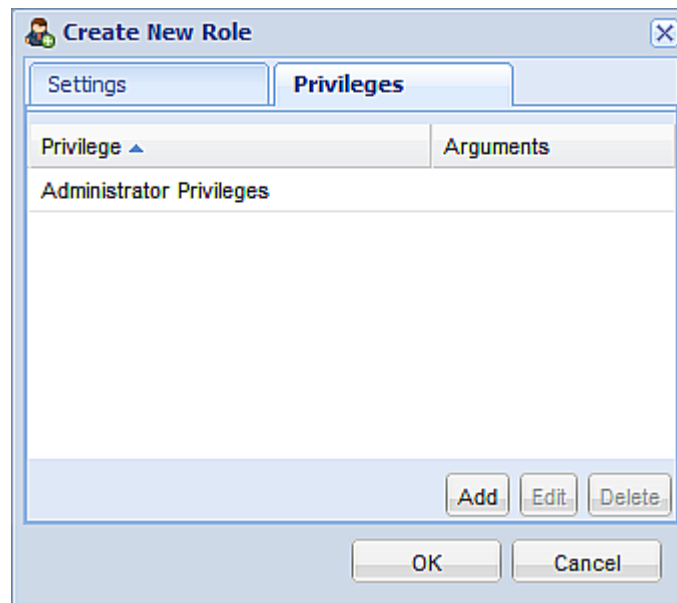 Create New Role
Settings Privileges
Privilege Arguments
Administrator Privileges
Add Edit Delete
OK Cancel